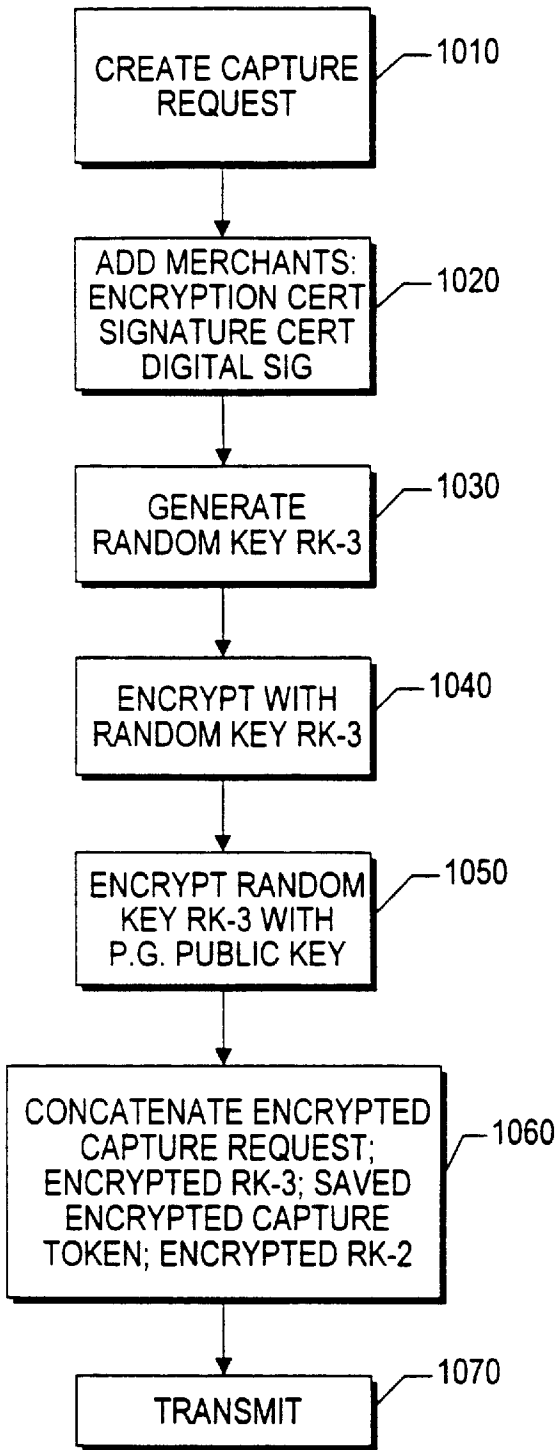 CREATE CAPTURE
REQUEST
1010
ADD MERCHANTS:
ENCRYPTION CERT
SIGNATURE CERT
DIGITAL SIG
1020
GENERATE
RANDOM KEY RK-3
1030
ENCRYPT WITH
RANDOM KEY RK-3
1040
ENCRYPT RANDOM
KEY RK-3 WITH
P.G. PUBLIC KEY
1050
CONCATENATE ENCRYPTED
CAPTURE REQUEST;
ENCRYPTED RK-3; SAVED
ENCRYPTED CAPTURE
TOKEN; ENCRYPTED RK-2
1060
TRANSMIT
1070